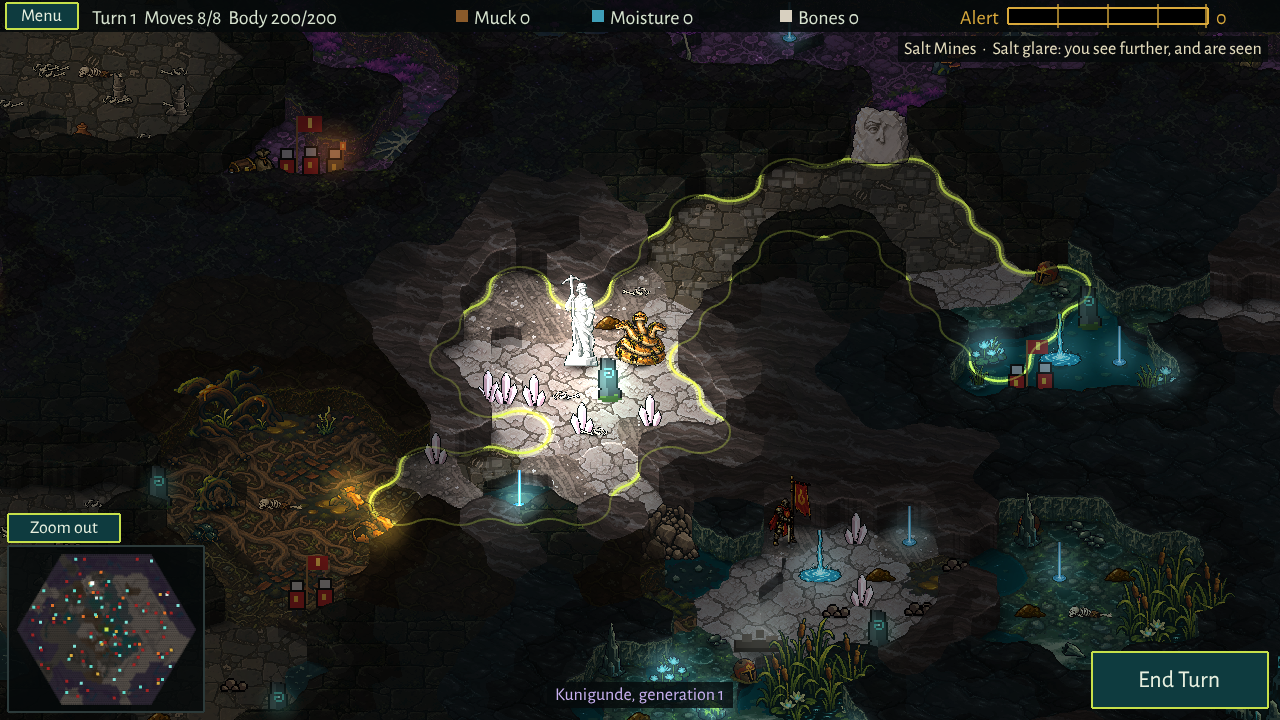 Menu
Turn 1 Moves 8/8 Body 200/200
Muck 0
Moisture 0
Bones 0
Alert 0
Salt Mines · Salt glare: you see further, and are seen
Zoom out
Kunigunde, generation 1
End Turn